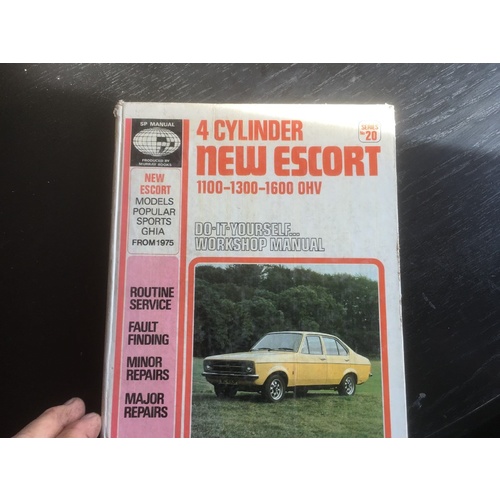 SP MANUAL
PRODUCED BY
MURRAY BOOKS
NEW
ESCORT
MODELS
POPULAR
SPORTS
GHIA
FROM 1975
ROUTINE
SERVICE
FAULT
FINDING
MINOR
REPAIRS
MAJOR
REPAIRS
4 CYLINDER
SERIES
No 20
new ESCORT
1100-1300-1600 OHV
DO-IT-YOURSELF...
WORKSHOP MANUAL